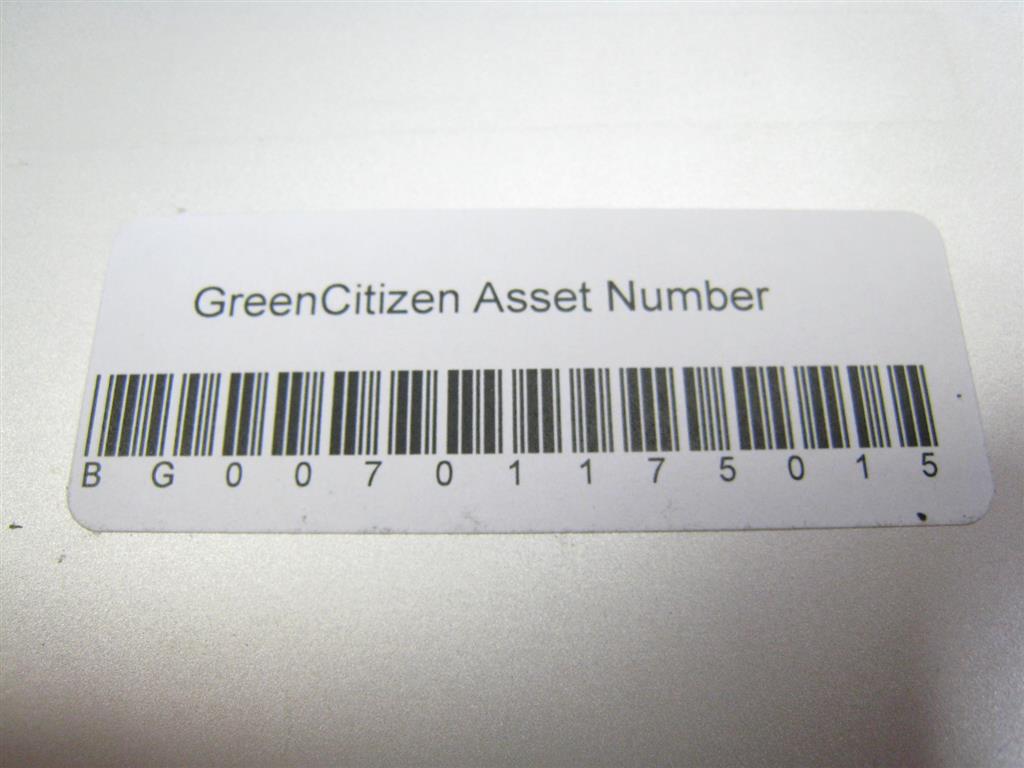 GreenCitizen Asset Number
B G 0 0 7 0 1 1 7 5 0 1 5